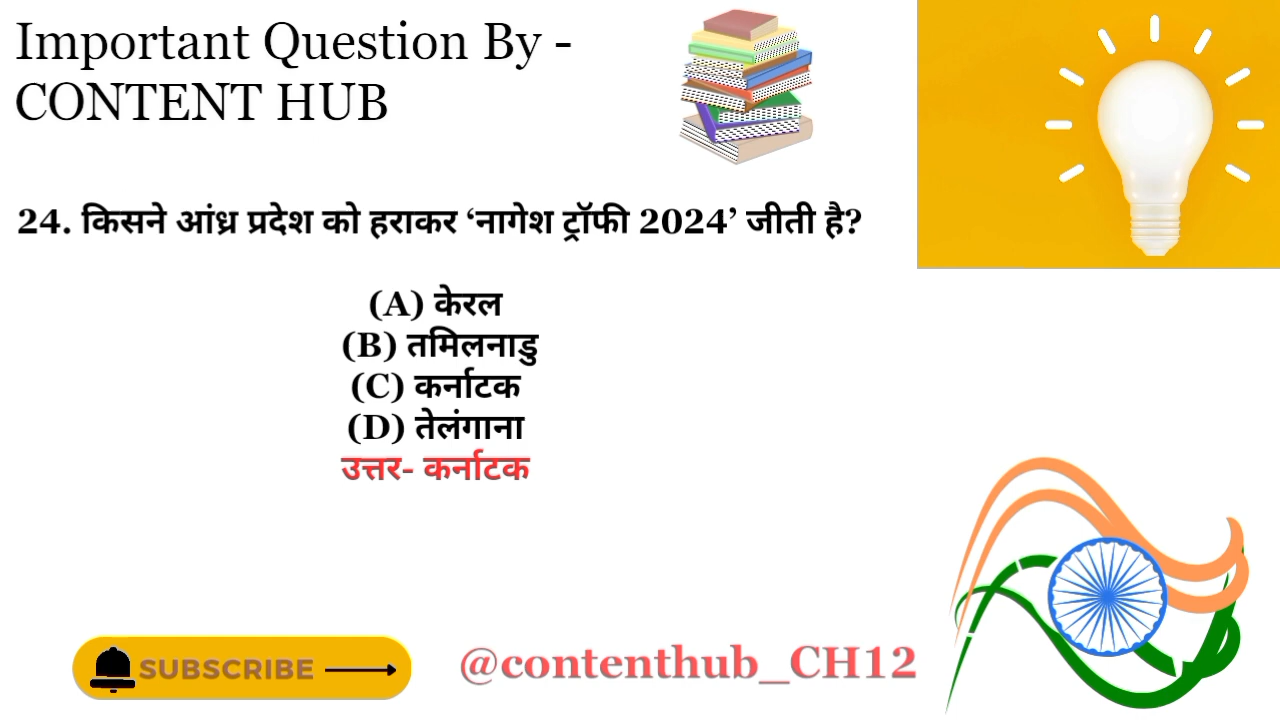 Important Question By -
CONTENT HUB
24. किसने आंध्र प्रदेश को हराकर ‘नागेश ट्रॉफी 2024’ जीती है?
(A) केरल
(B) तमिलनाडु
(C) कर्नाटक
(D) तेलंगाना
उत्तर- कर्नाटक
SUBSCRIBE
@contenthub_CH12